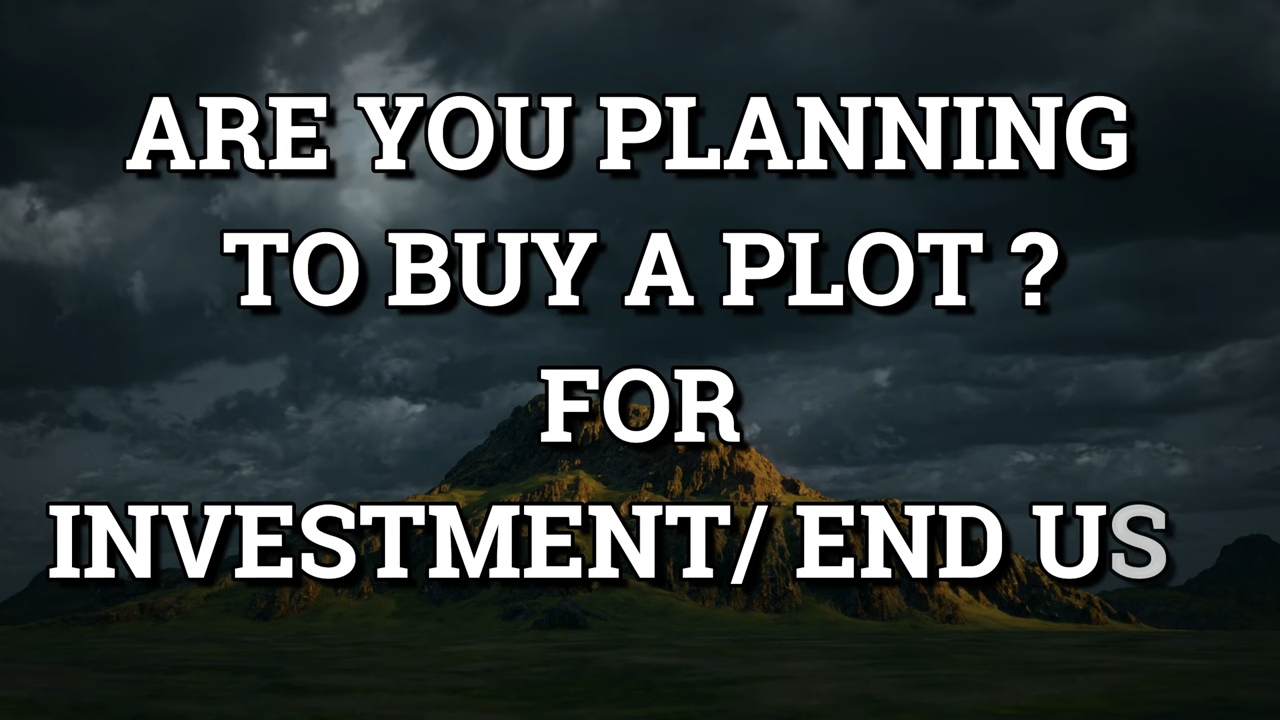 ARE YOU PLANNING
TO BUY A PLOT ?
FOR
INVESTMENT/ END US